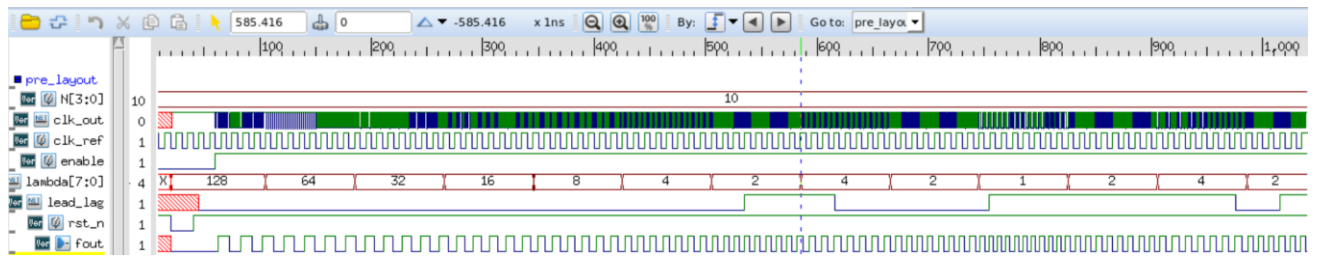 585.416 0 -585.416 x 1ns 100 % By: Go to: pre_layou
100 200 300 400 500 600 700 800 900 1,000
pre_layout
N[3:0] 10 10
clk_out 0
clk_ref 1
enable 1
lambda[7:0] 4 X 128 64 32 16 8 4 2 4 2 1 2 4 2
lead_lag 1
rst_n 1
fout 1